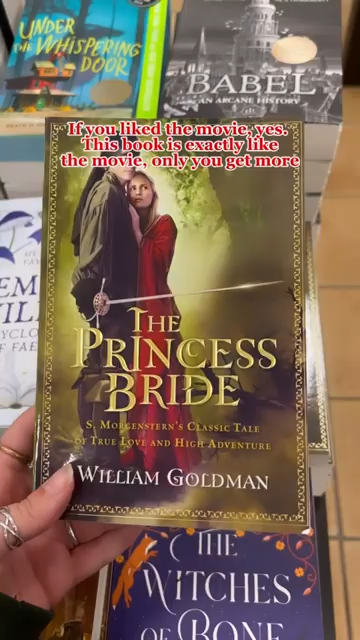 UNDER
THE WHISPERING
DOOR
BABEL
AN ARCANE HISTORY
If you liked the movie, yes.
This book is exactly like
the movie, only you get more
THE
PRINCESS
BRIDE
S. MORGENSTERN'S CLASSIC TALE
OF TRUE LOVE AND HIGH ADVENTURE
WILLIAM GOLDMAN
THE
WITCHES
OF BONE